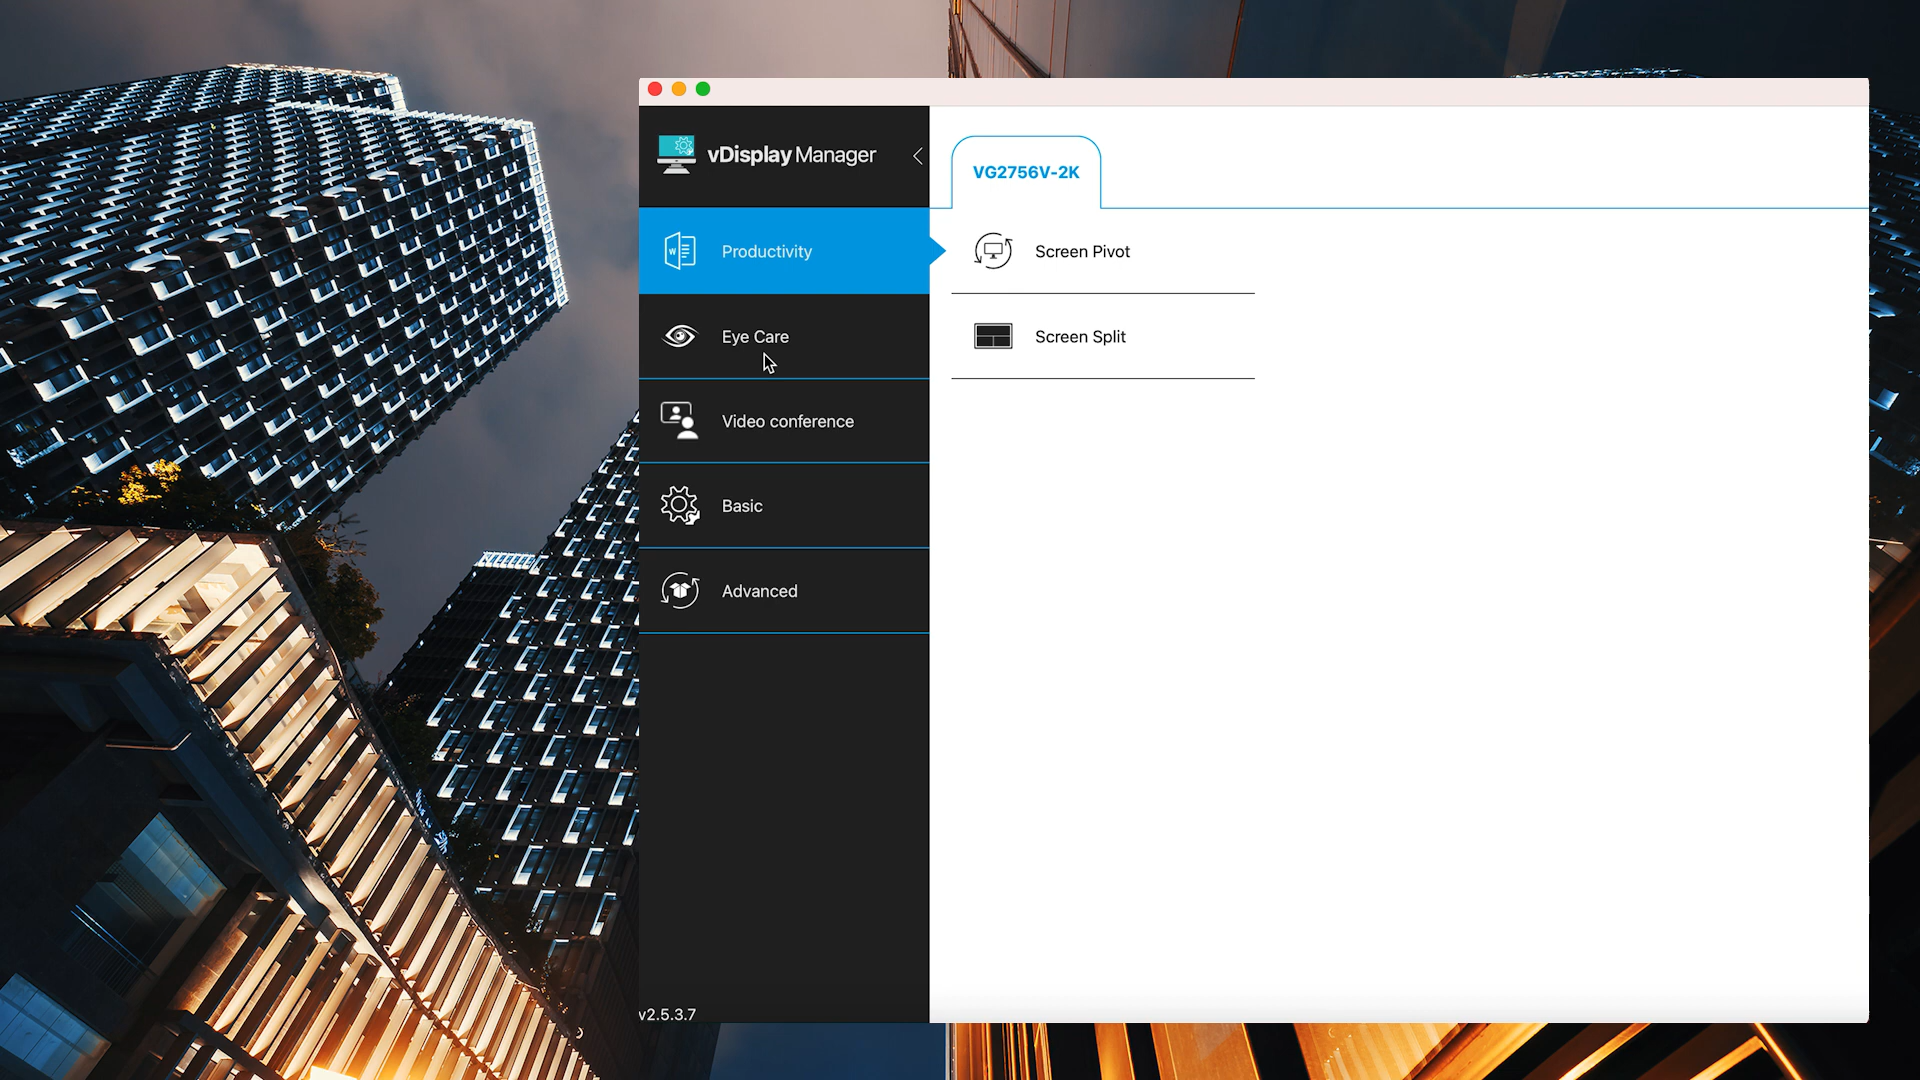 vDisplay Manager
VG2756V-2K
Productivity
Screen Pivot
Eye Care
Screen Split
Video conference
Basic
Advanced
v2.5.3.7